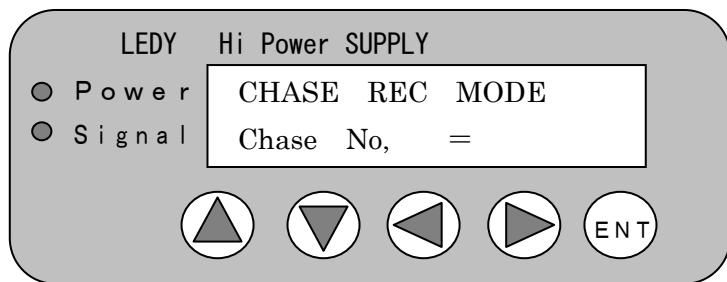 LEDY Hi Power SUPPLY
Power
CHASE REC MODE
Signal
Chase No, =
ENT